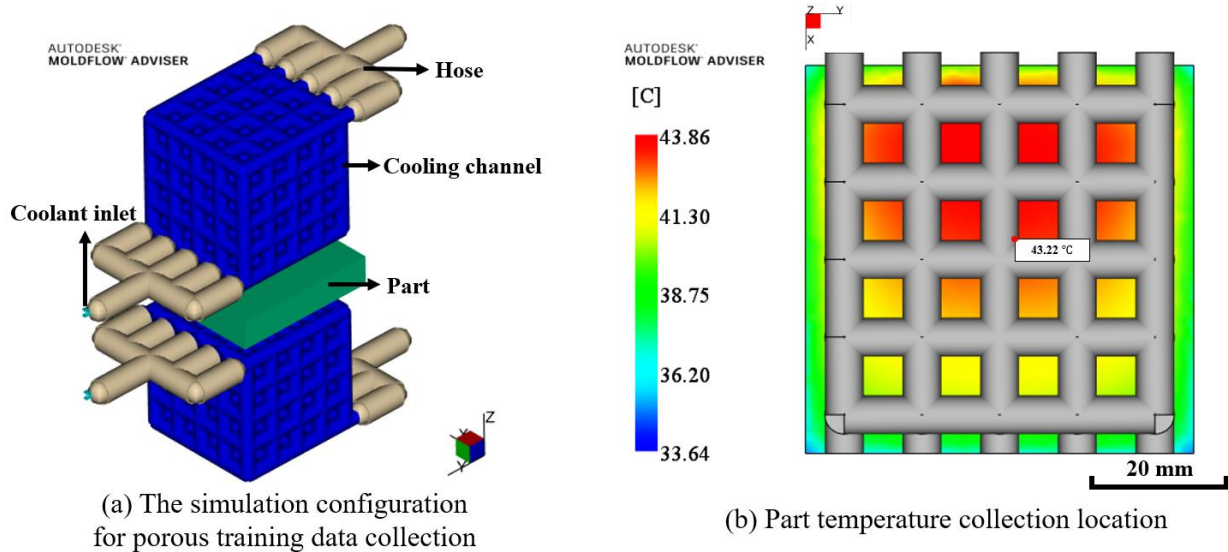 AUTODESK®
MOLDFLOW ADVISER
Hose
Cooling channel
Coolant inlet
Part
Z
Y
Y
(a) The simulation configuration
for porous training data collection
Z
Y
X
AUTODESK®
MOLDFLOW ADVISER
[C]
43.86
41.30
38.75
36.20
33.64
43.22 °C
20 mm
(b) Part temperature collection location